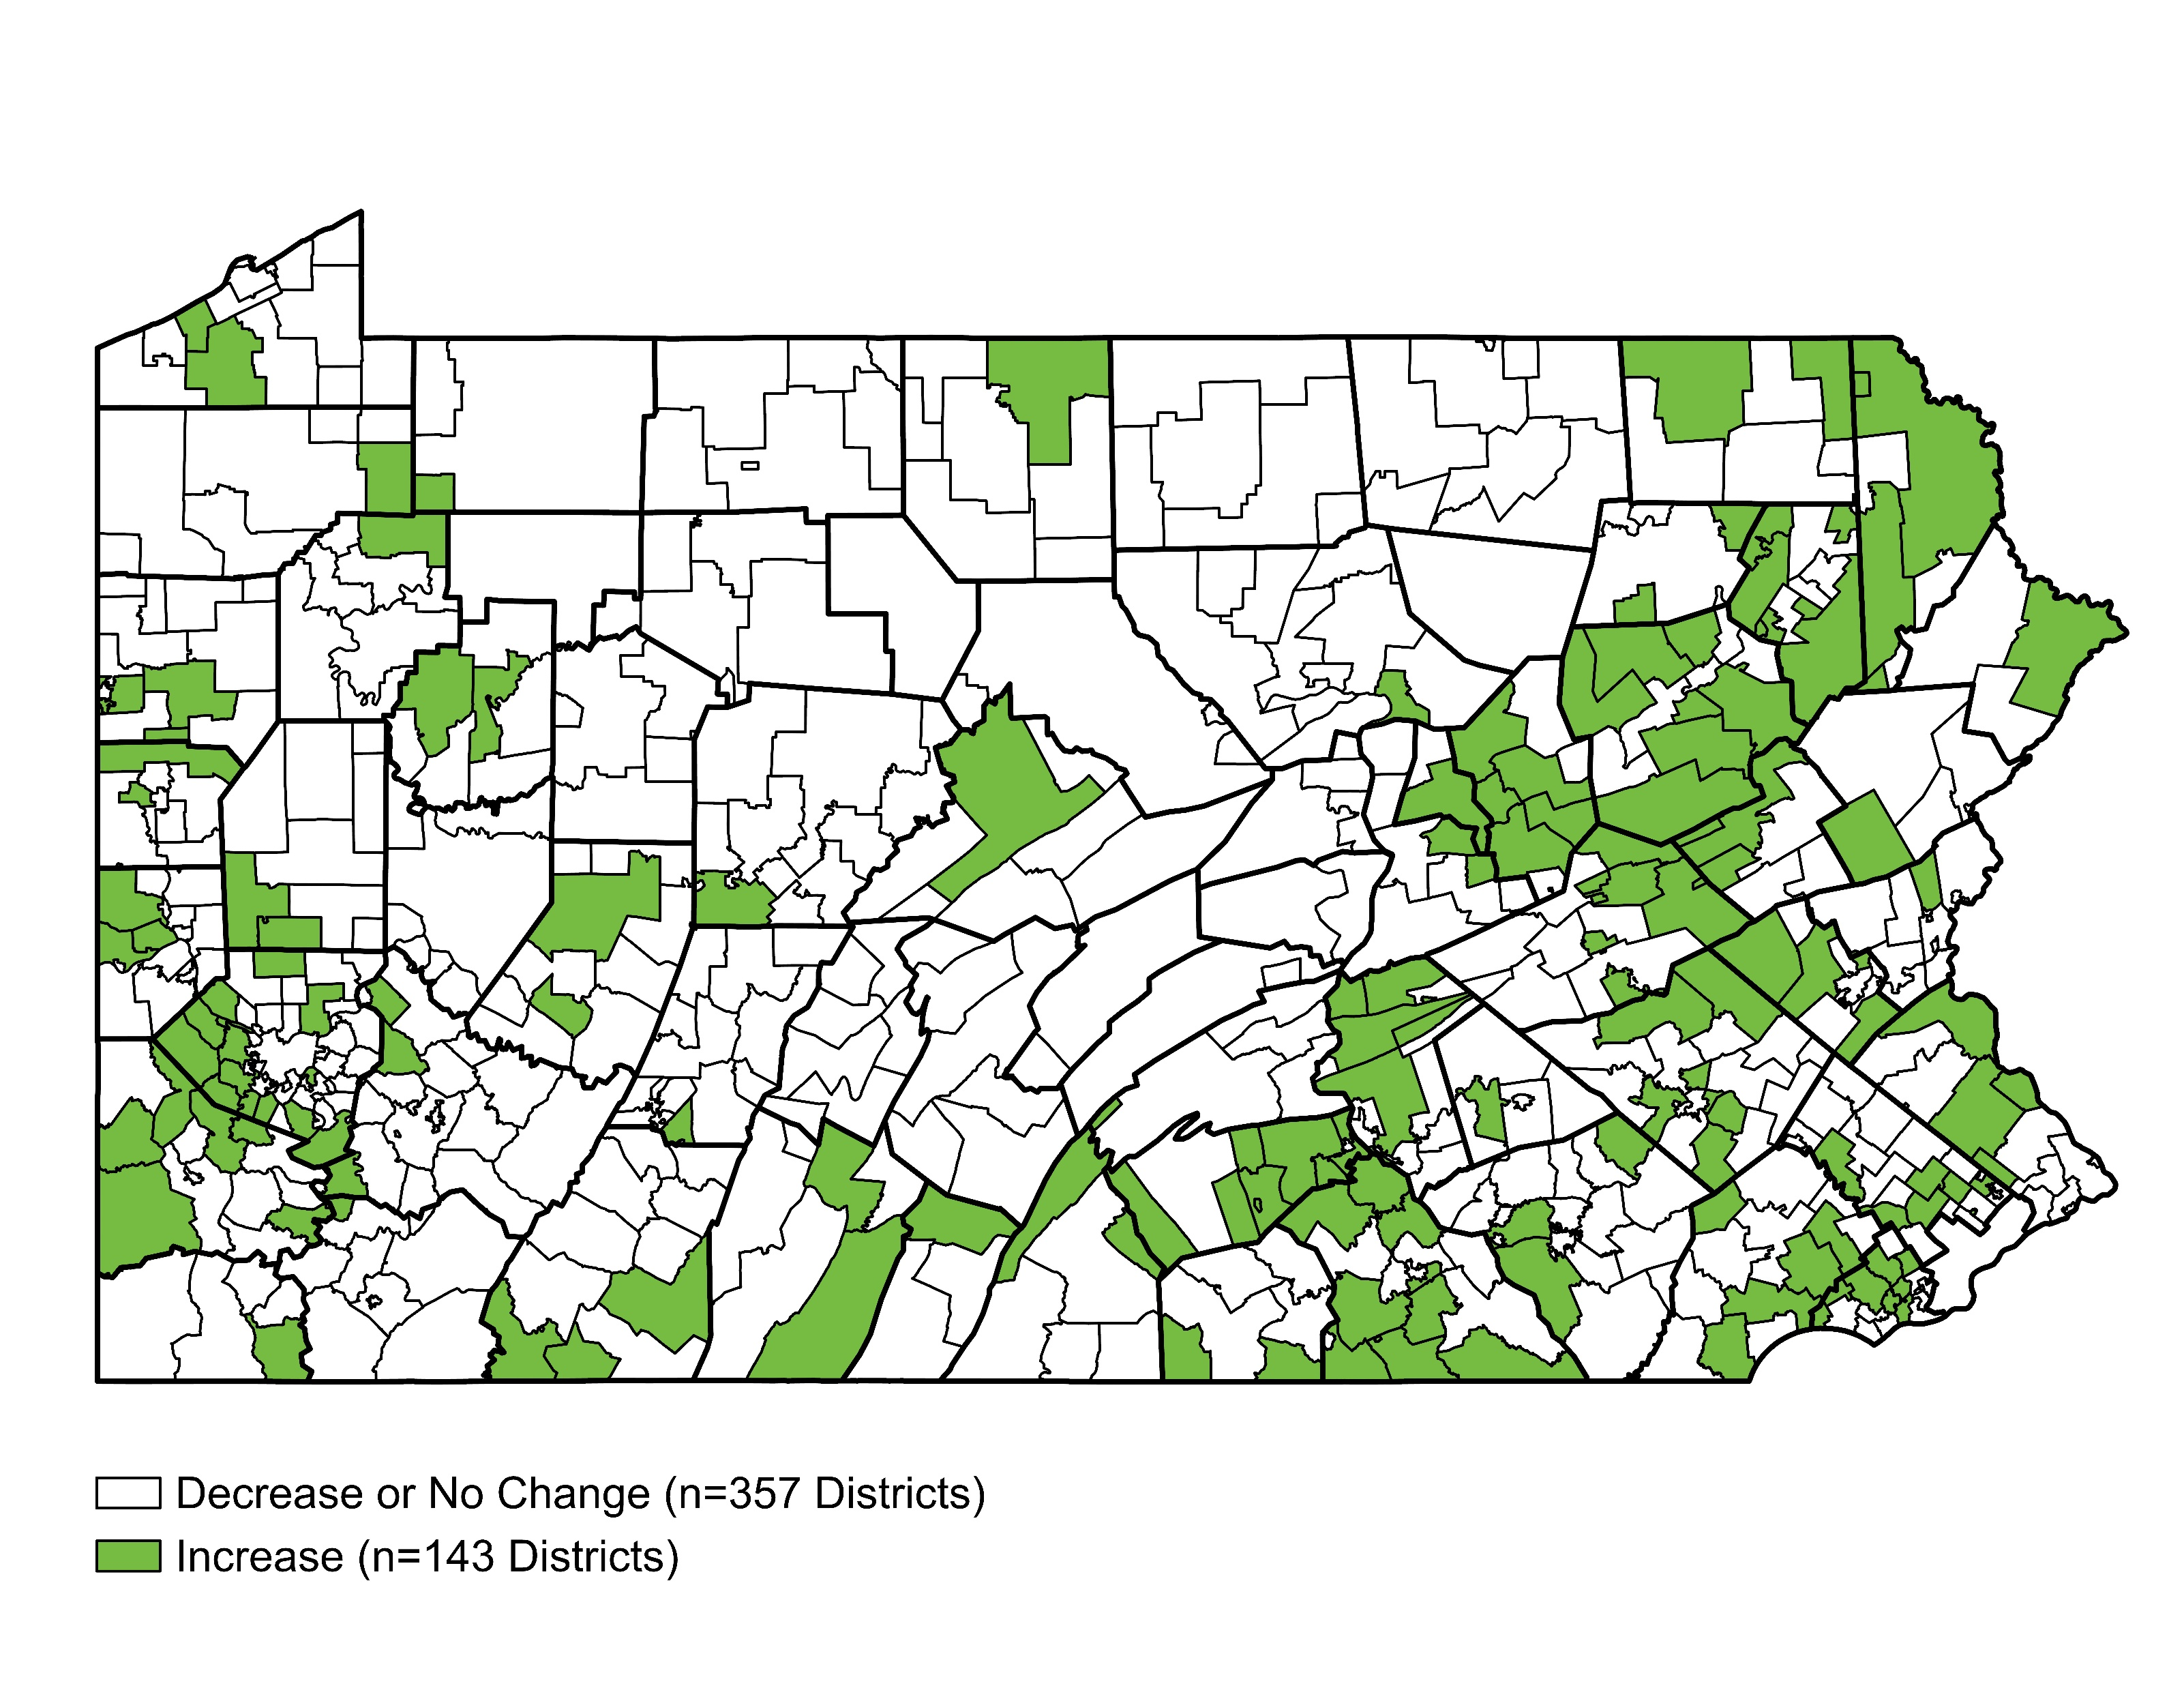 Decrease or No Change (n=357 Districts)
Increase (n=143 Districts)